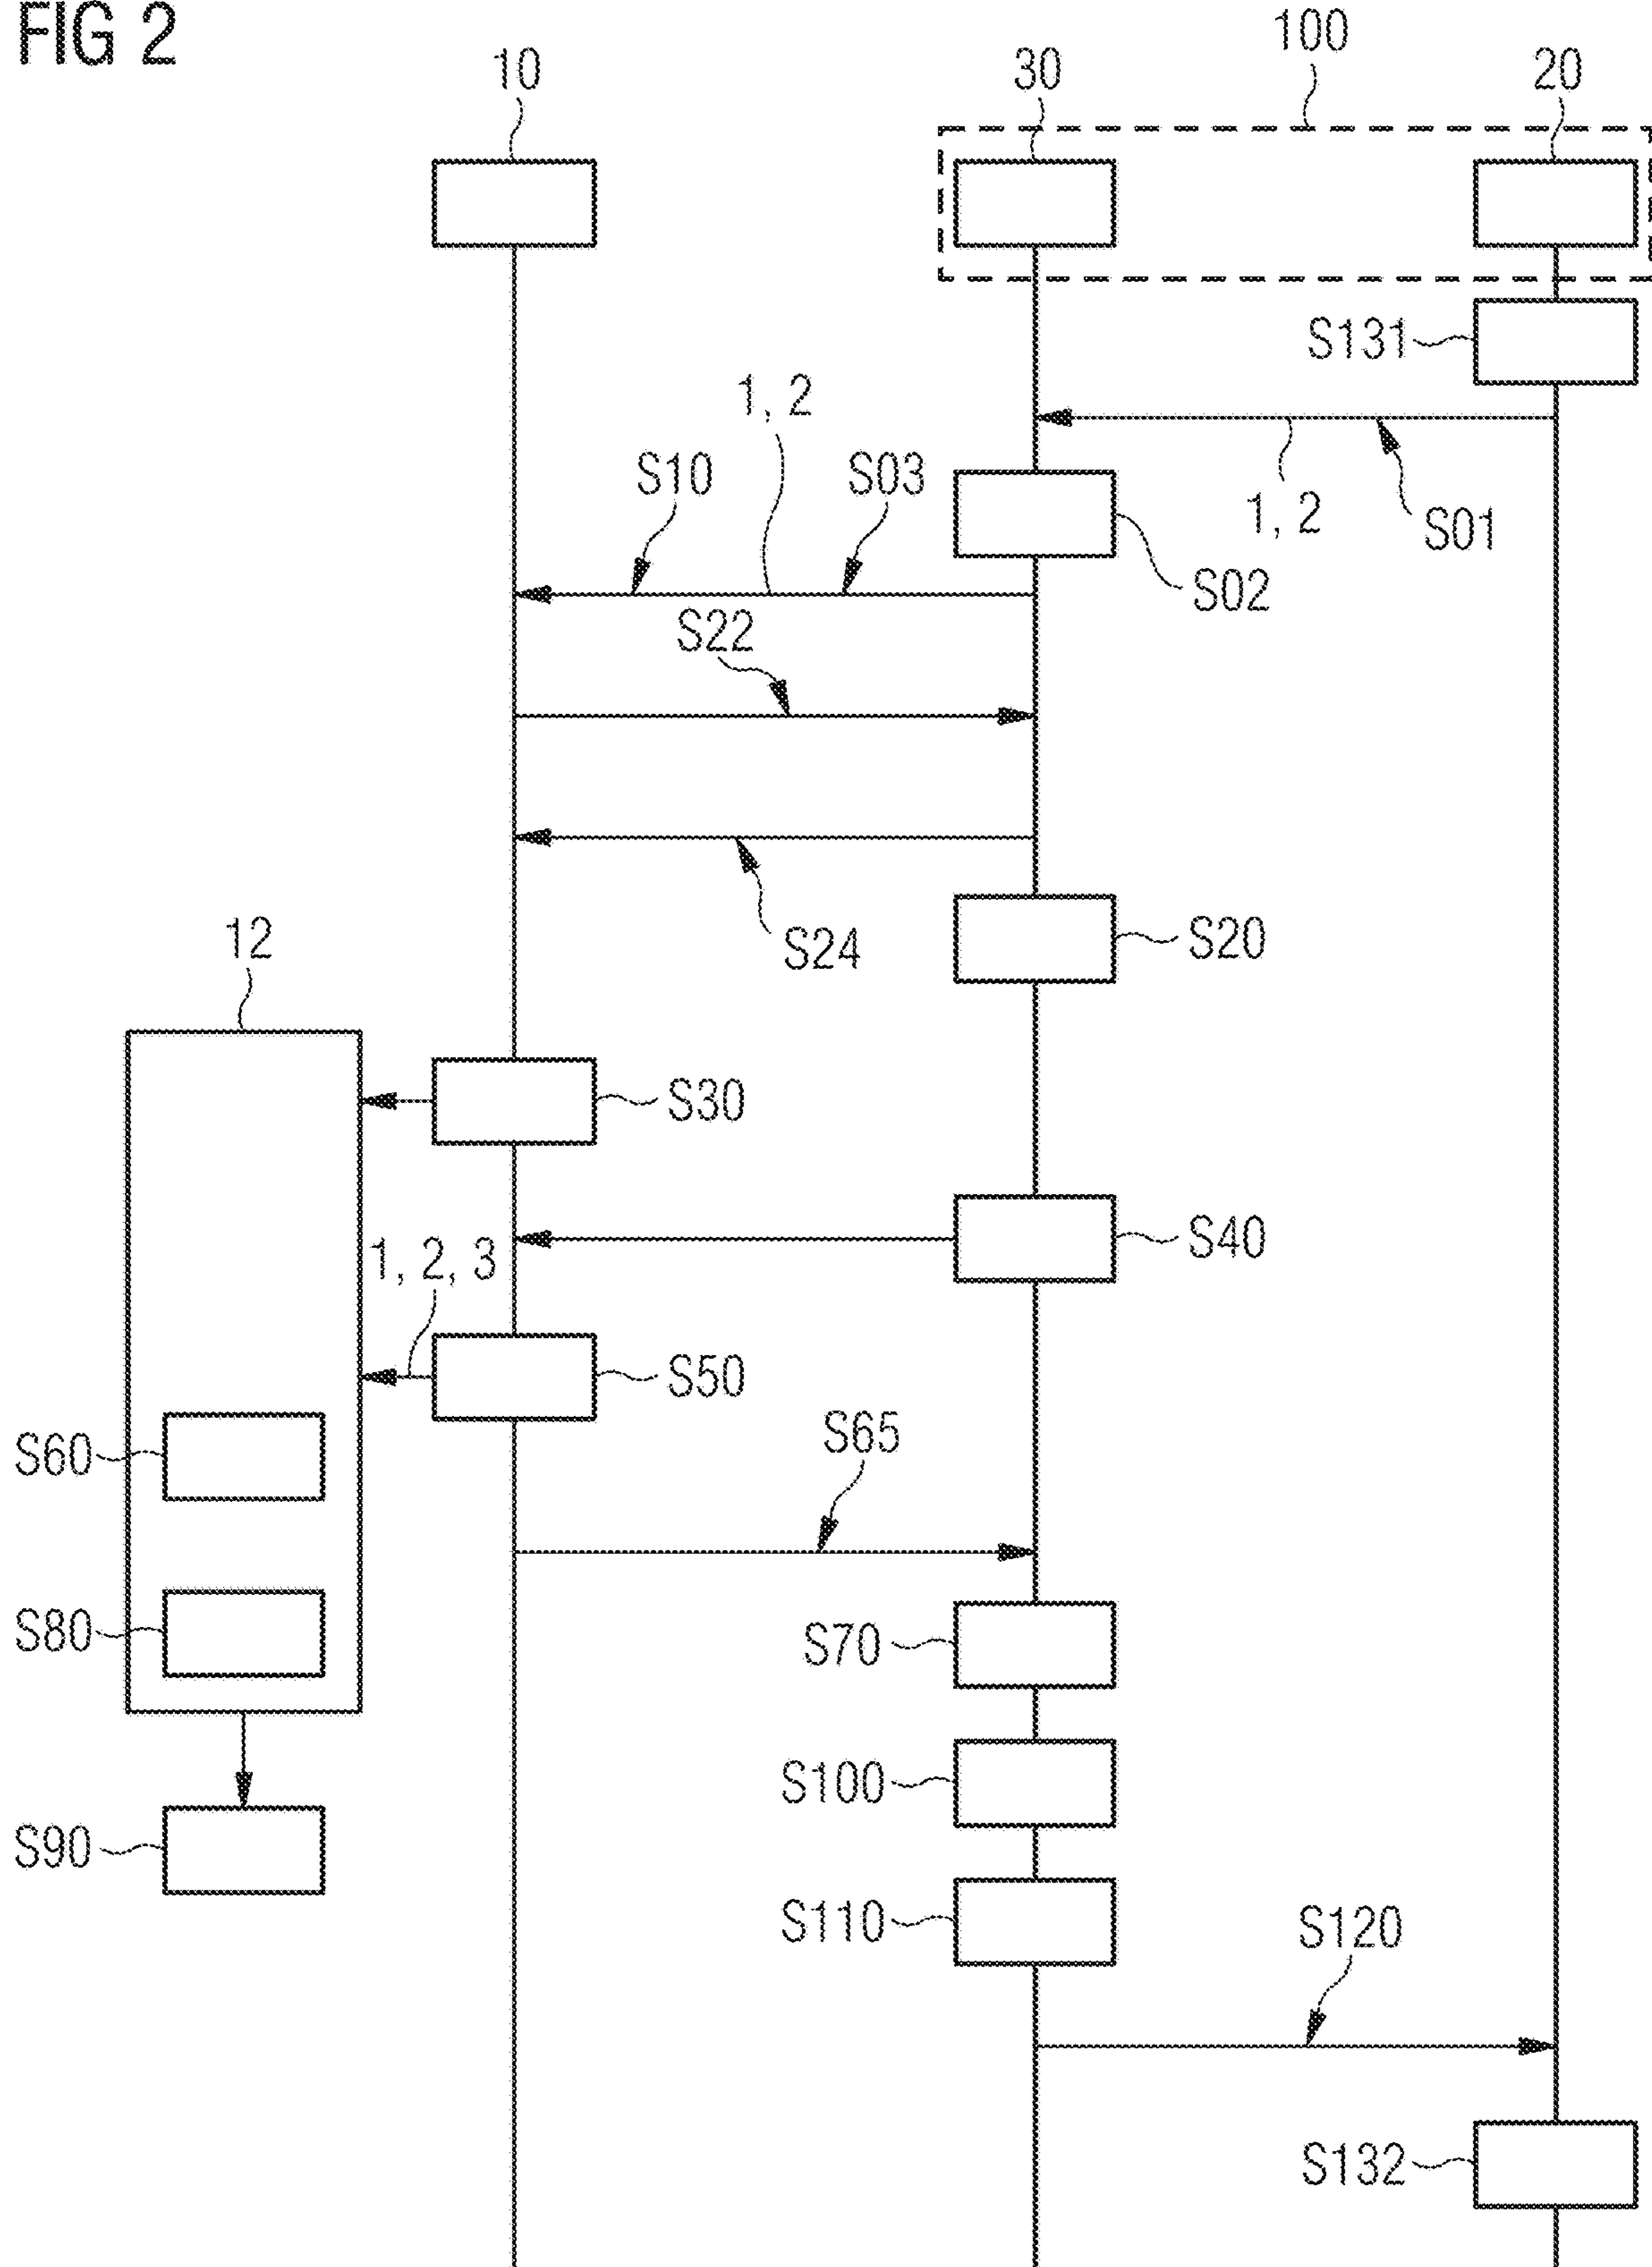 FIG 2
100
10
30
20
S131
1, 2
S10
S03
1, 2
S01
S02
S22
12
S24
S20
S30
S40
1, 2, 3
S50
S65
S60
S80
S70
S100
S90
S110
S120
S132